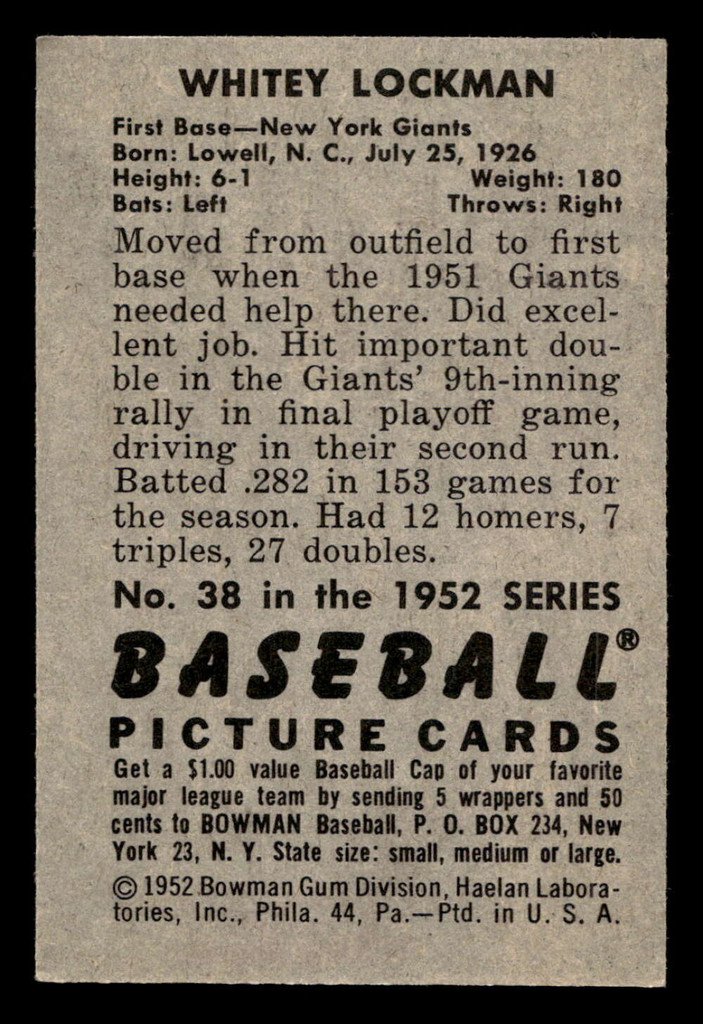 WHITEY LOCKMAN
First Base—New York Giants
Born: Lowell, N. C., July 25, 1926
Height: 6-1 Weight: 180
Bats: Left Throws: Right
Moved from outfield to first
base when the 1951 Giants
needed help there. Did excel-
lent job. Hit important dou-
ble in the Giants' 9th-inning
rally in final playoff game,
driving in their second run.
Batted .282 in 153 games for
the season. Had 12 homers, 7
triples, 27 doubles.
No. 38 in the 1952 SERIES
BASEBALL®
PICTURE CARDS
Get a $1.00 value Baseball Cap of your favorite
major league team by sending 5 wrappers and 50
cents to BOWMAN Baseball, P. O. BOX 234, New
York 23, N. Y. State size: small, medium or large.
© 1952 Bowman Gum Division, Haelan Labora-
tories, Inc., Phila. 44, Pa.—Ptd. in U. S. A.